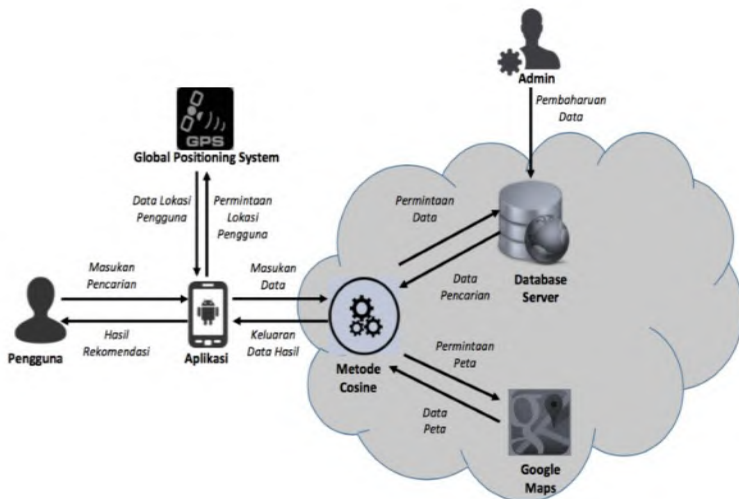 Admin
Pembaharuan
Data
GPS
Global Positioning System
Data Lokasi
Pengguna
Permintaan
Lokasi
Pengguna
Permintaan
Data
Data
Pencarian
Database
Server
Masukan
Pencarian
Masukan
Data
Hasil
Rekomendasi
Keluaran
Data Hasil
Pengguna
Aplikasi
Metode
Cosine
Permintaan
Peta
Data
Peta
Google
Maps